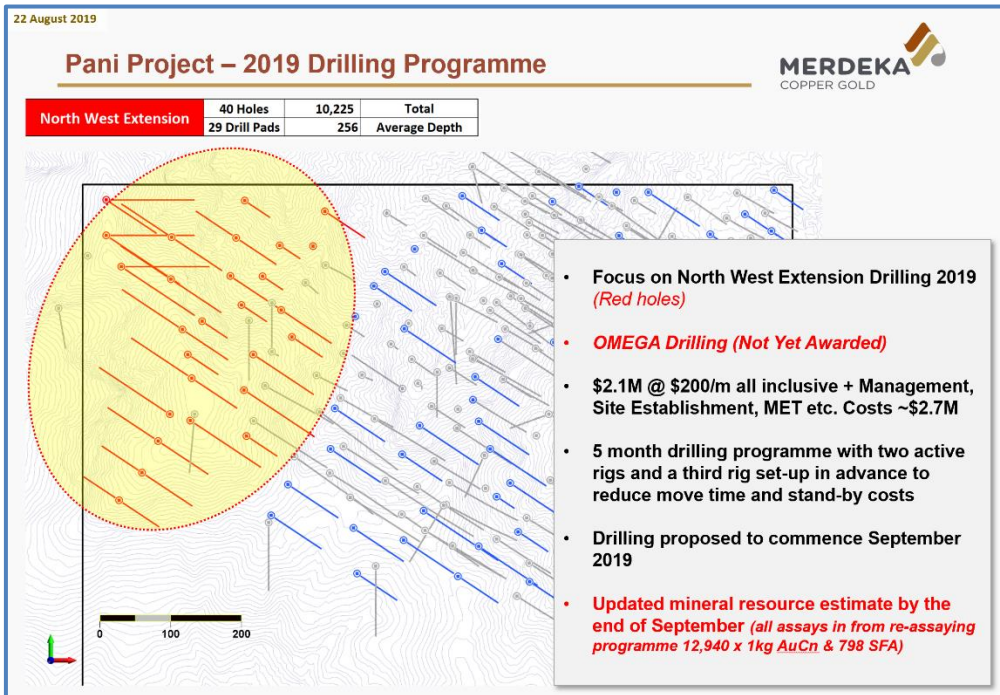 22 August 2019
Pani Project – 2019 Drilling Programme
MERDEKA
COPPER GOLD
North West Extension
40 Holes 10,225 Total
29 Drill Pads 256 Average Depth
• Focus on North West Extension Drilling 2019
(Red holes)
• OMEGA Drilling (Not Yet Awarded)
• $2.1M @ $200/m all inclusive + Management,
Site Establishment, MET etc. Costs ~$2.7M
• 5 month drilling programme with two active
rigs and a third rig set-up in advance to
reduce move time and stand-by costs
• Drilling proposed to commence September
2019
• Updated mineral resource estimate by the
end of September (all assays in from re-assaying
programme 12,940 x 1kg AuCn & 798 SFA)
0 100 200